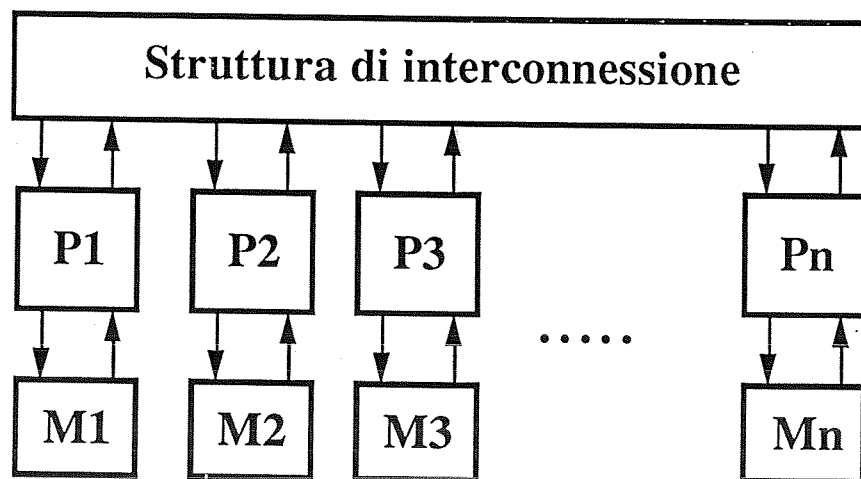 Struttura di interconnessione
P1 P2 P3 Pn
.....
M1 M2 M3 Mn